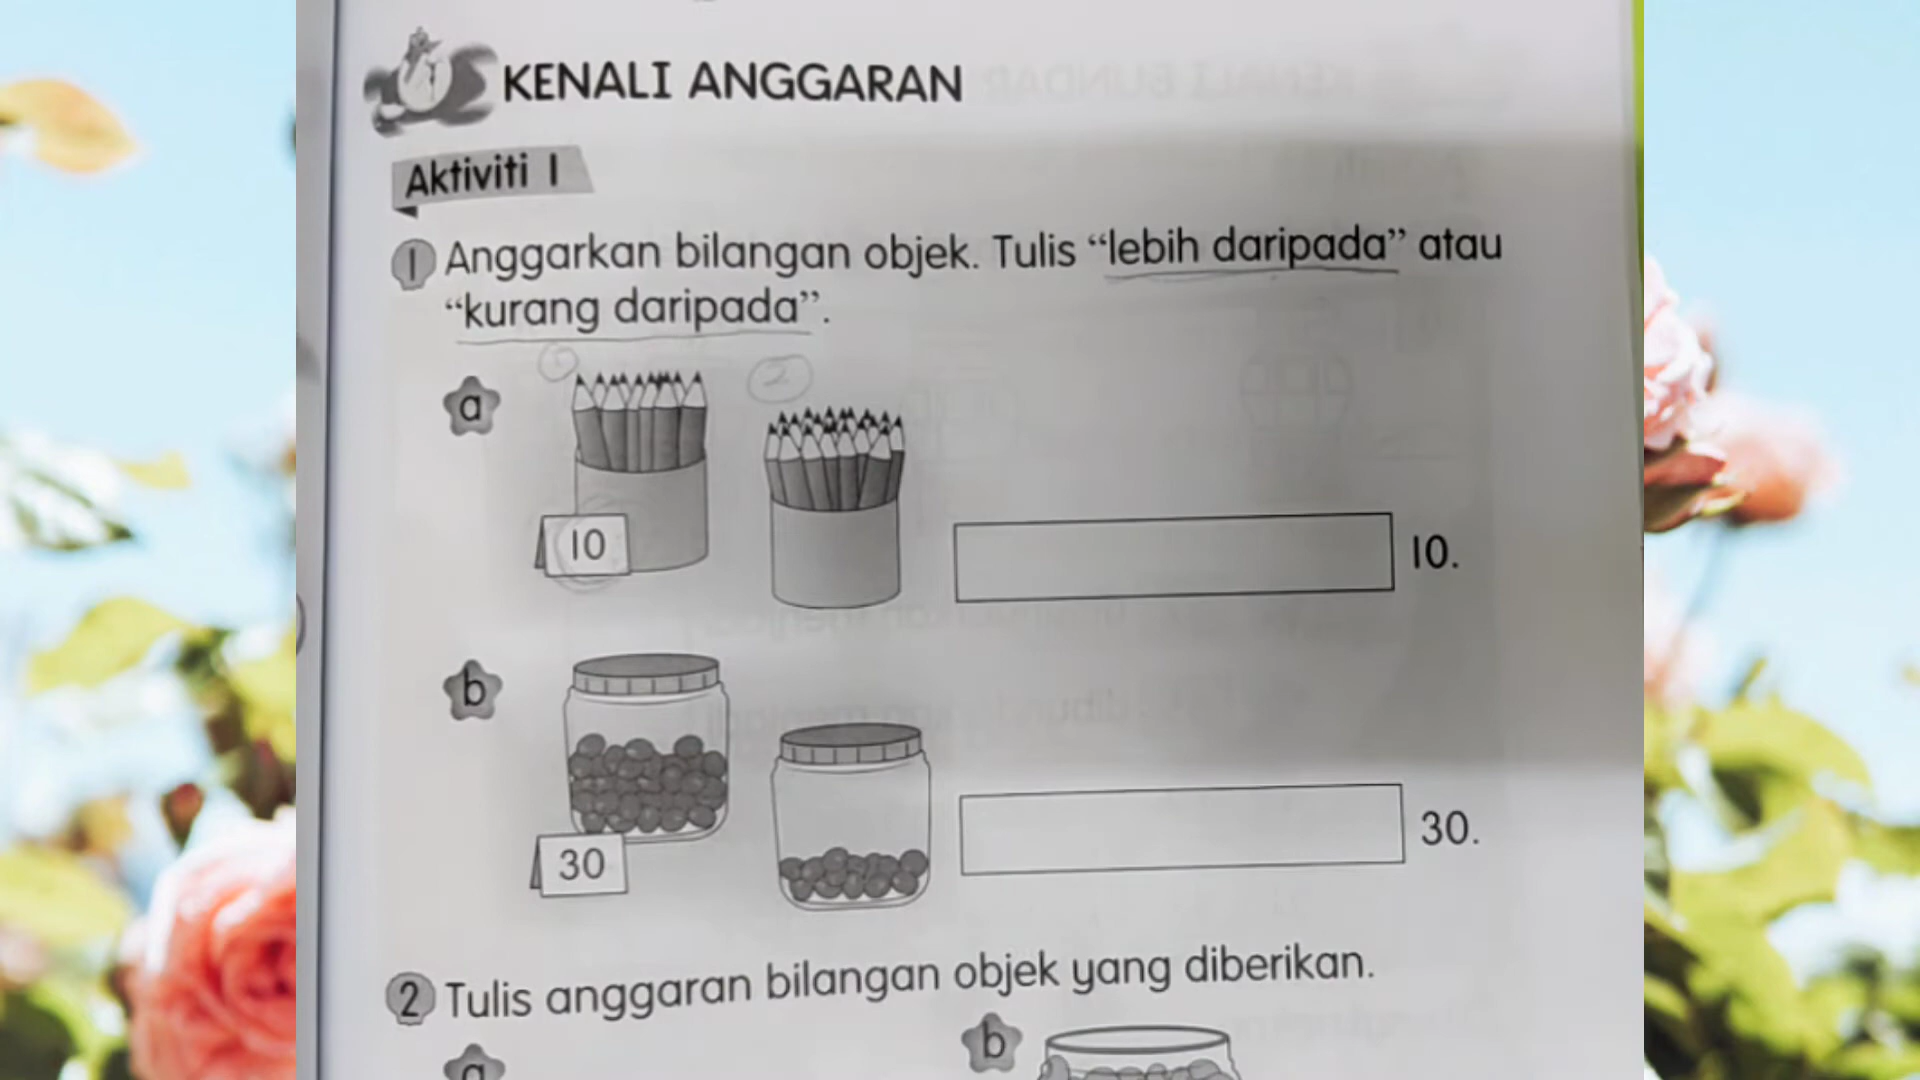 KENALI ANGGARAN
Aktiviti 1
1 Anggarkan bilangan objek. Tulis “lebih daripada” atau
“kurang daripada”.
a
2
10
10.
b
30
30.
2 Tulis anggaran bilangan objek yang diberikan.
a
b